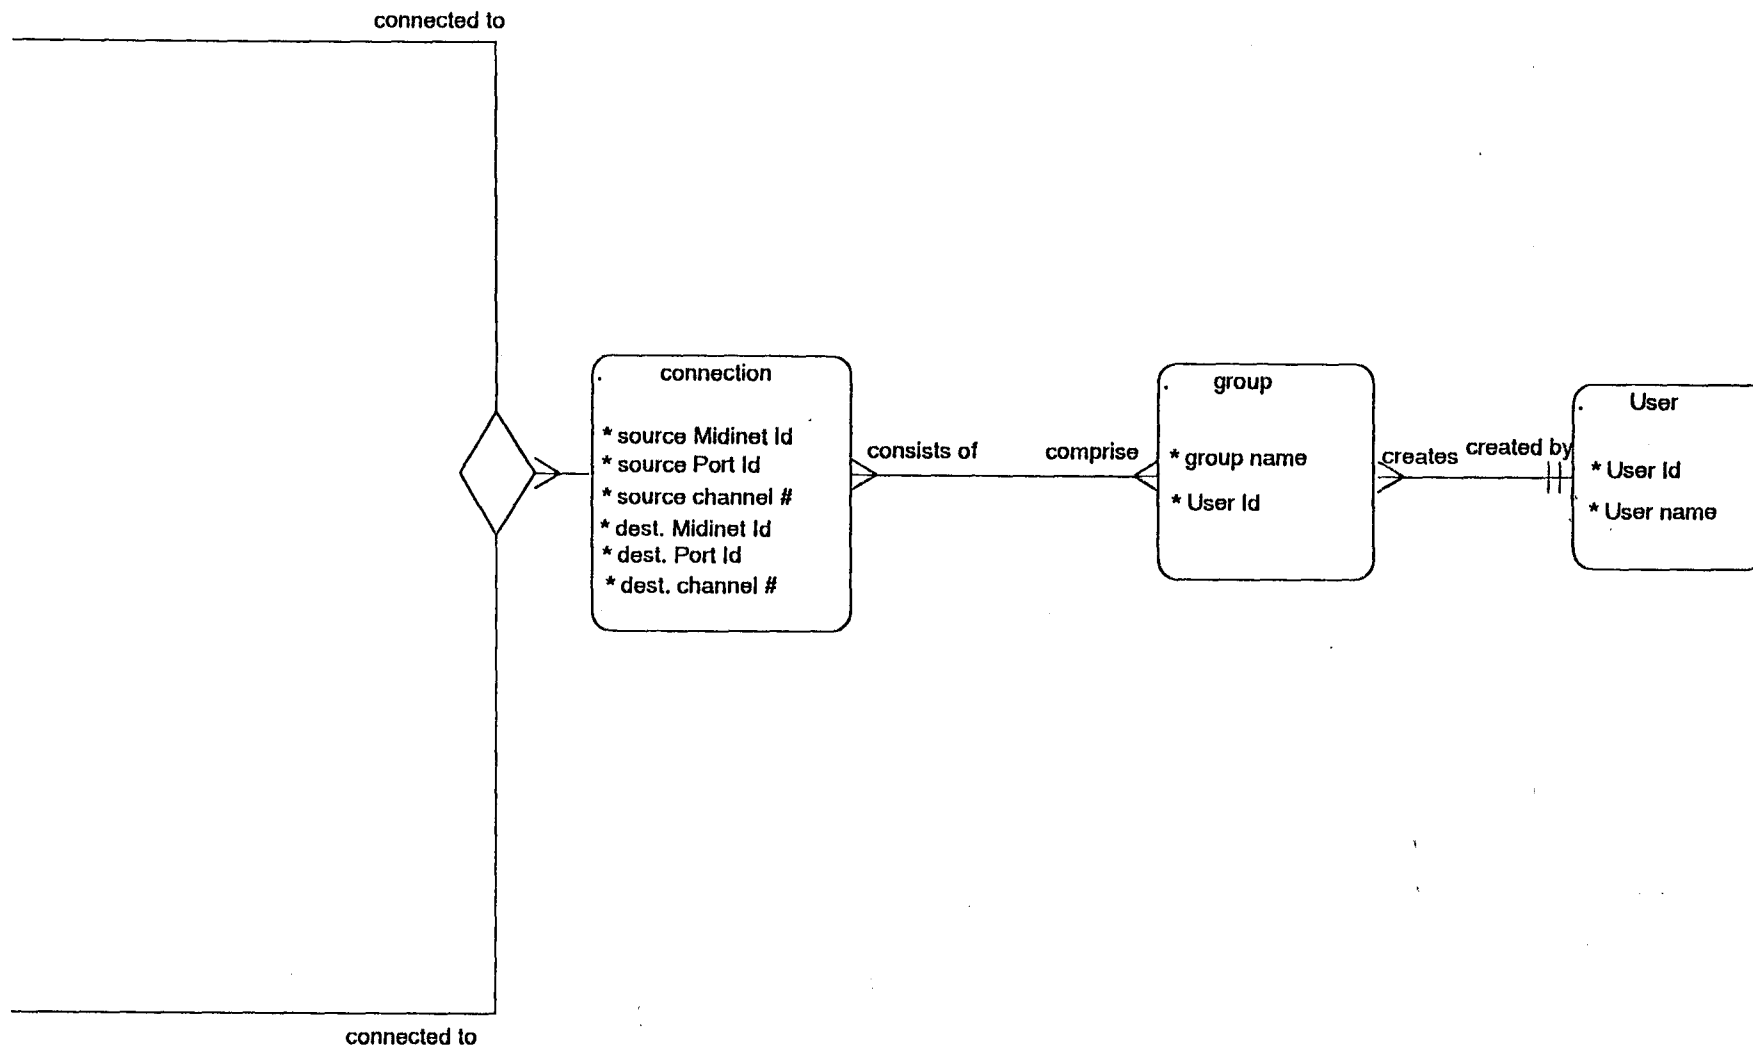 connected to
connection
* source Midinet Id
* source Port Id
* source channel #
* dest. Midinet Id
* dest. Port Id
* dest. channel #
consists of
comprise
group
* group name
* User Id
creates
created by
User
* User Id
* User name
connected to